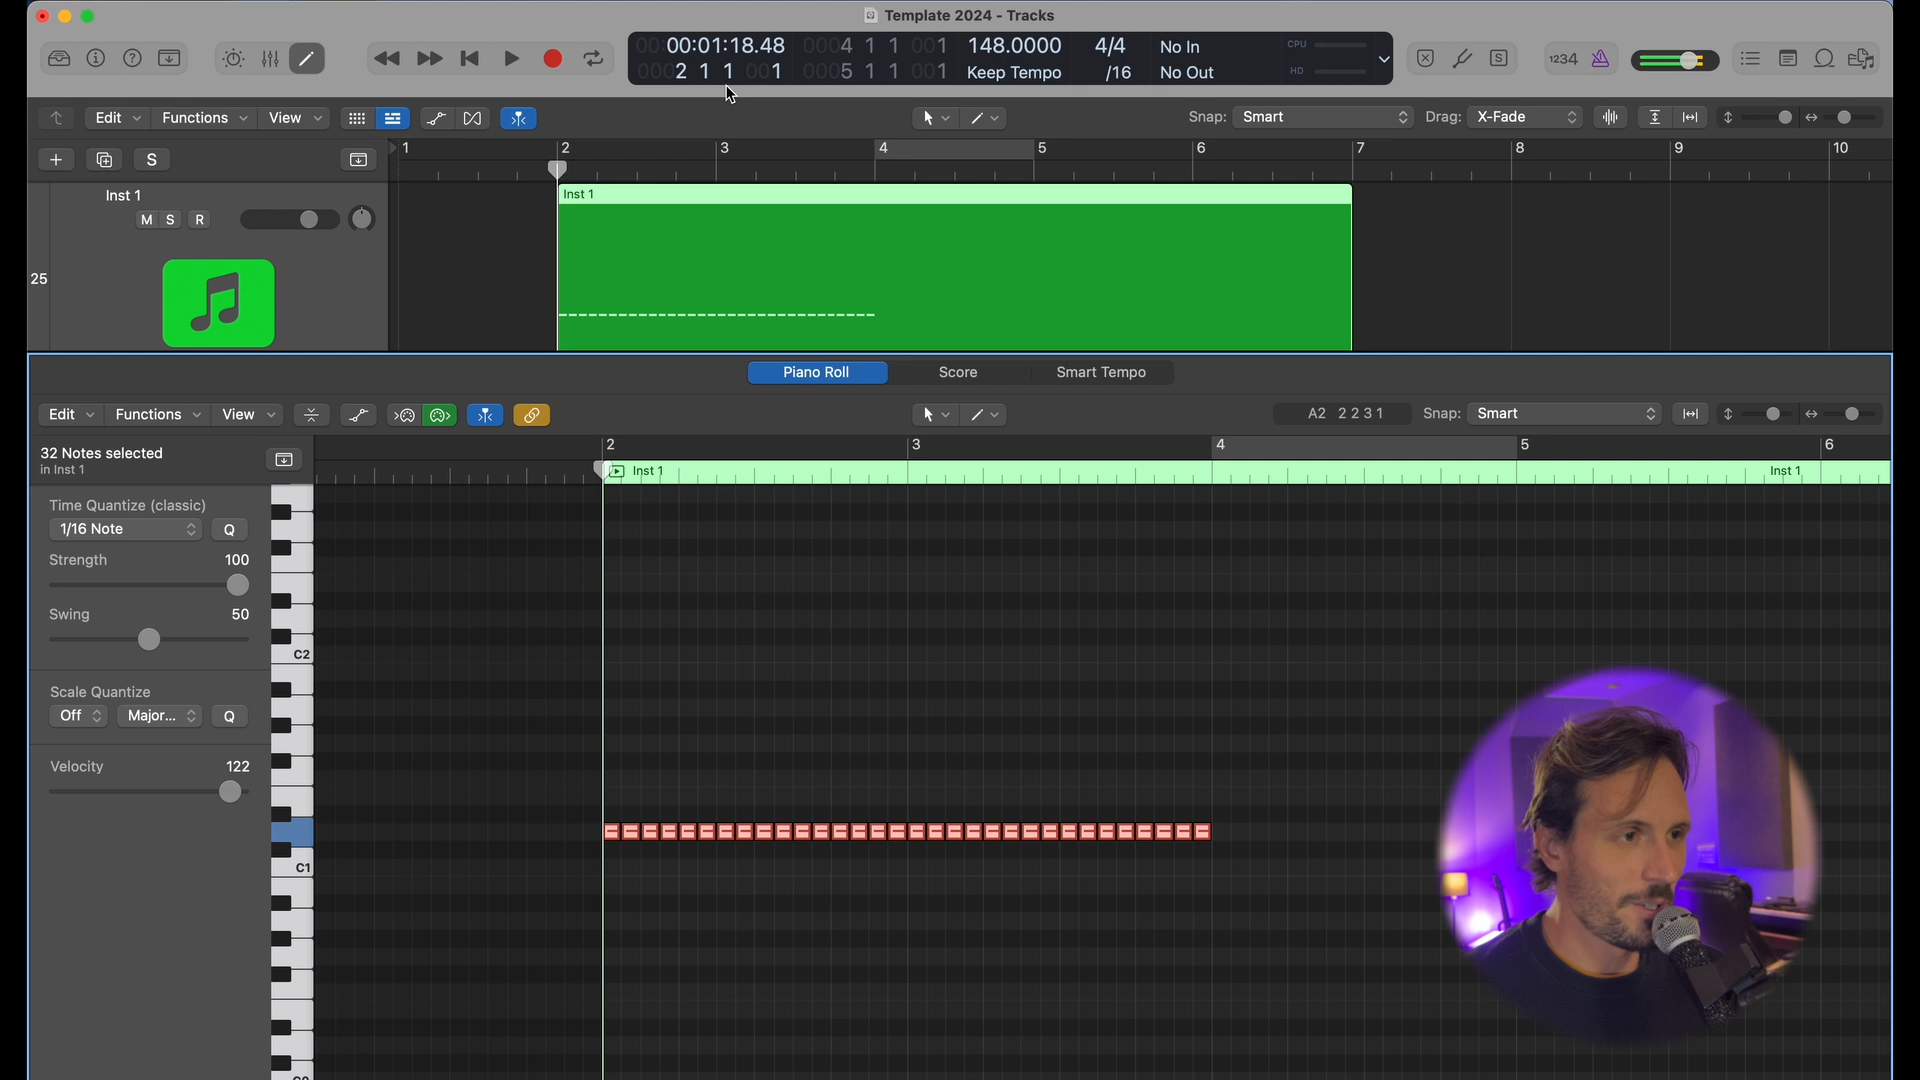 Template 2024 - Tracks
00:00:01:18.48 0004 1 1 001 148.0000 4/4 No In CPU
0002 1 1 001 0005 1 1 001 Keep Tempo /16 No Out HD
1234
S
Edit Functions View Snap: Smart Drag: X-Fade
S
1 2 3 4 5 6 7 8 9 10
Inst 1
M S R
25
Inst 1
Piano Roll Score Smart Tempo
Edit Functions View A2 2 2 3 1 Snap: Smart
32 Notes selected
in Inst 1
2 3 4 5 6
Inst 1 Inst 1
Time Quantize (classic)
1/16 Note Q
Strength 100
Swing 50
C2
Scale Quantize
Off Major... Q
Velocity 122
C1
C0